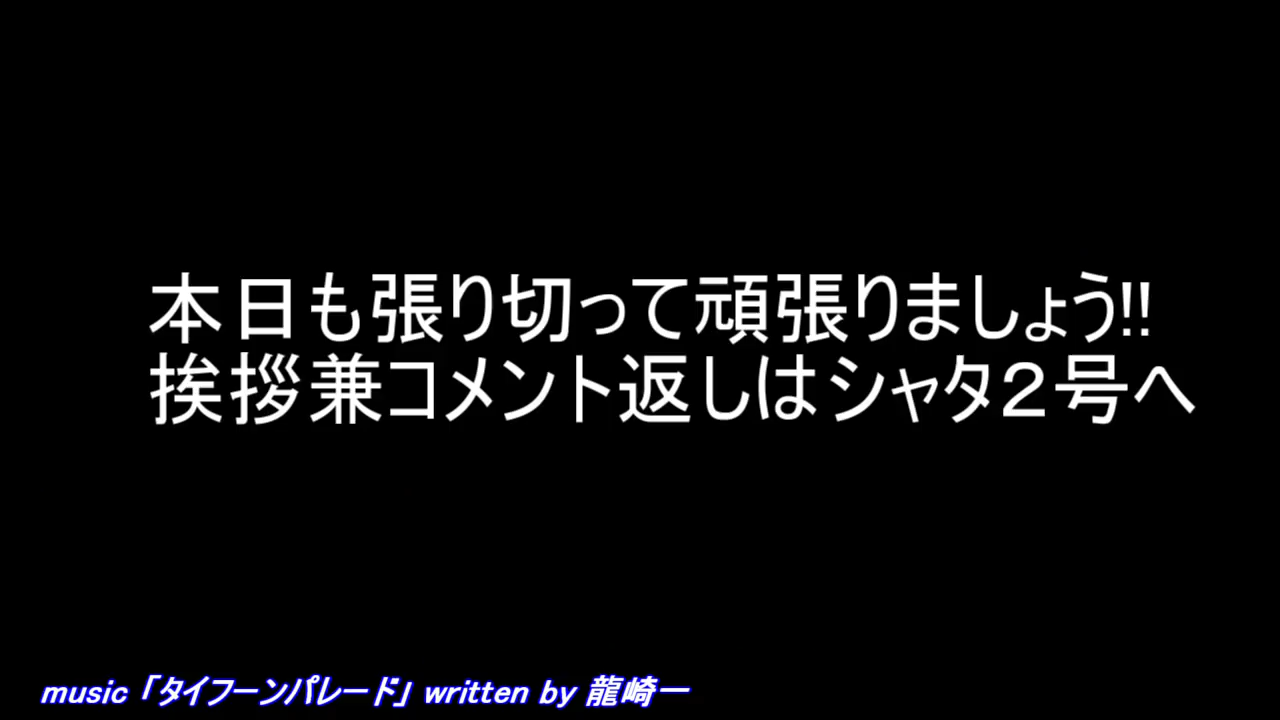 本日も張り切って頑張りましょう!!
挨拶兼コメント返しはシャタ２号へ
music 「タイフーンパレード」 written by 龍崎一